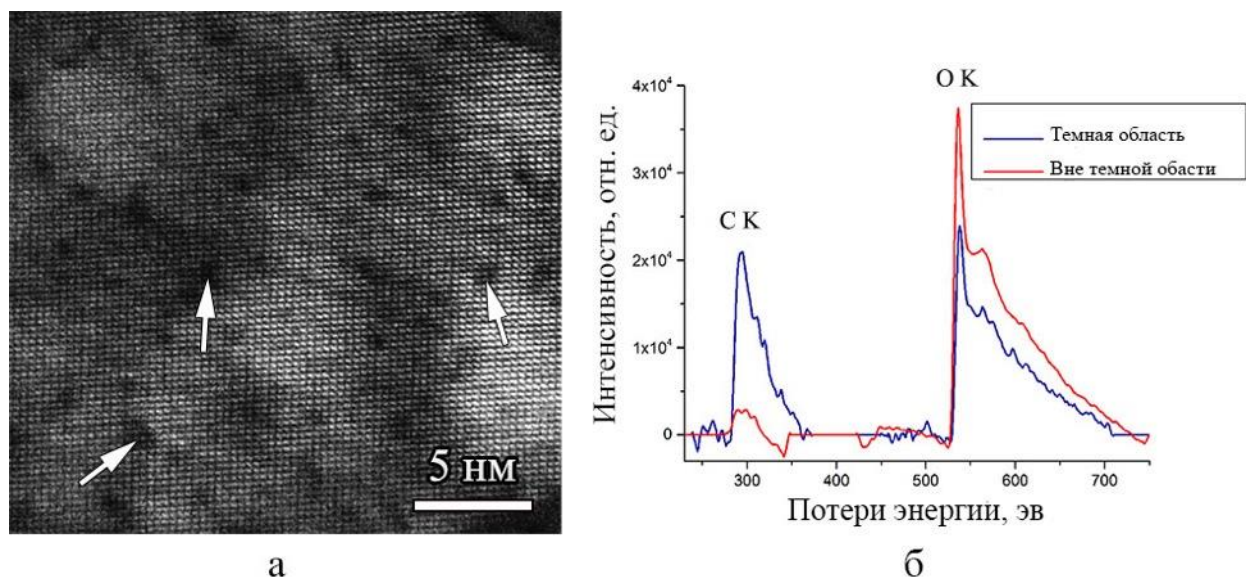 5 нм
а
О К
С К
Темная область
Вне темной обасти
Интенсивность, отн. ед.
4x10⁴
3x10⁴
2x10⁴
1x10⁴
0
300 400 500 600 700
Потери энергии, эв
б